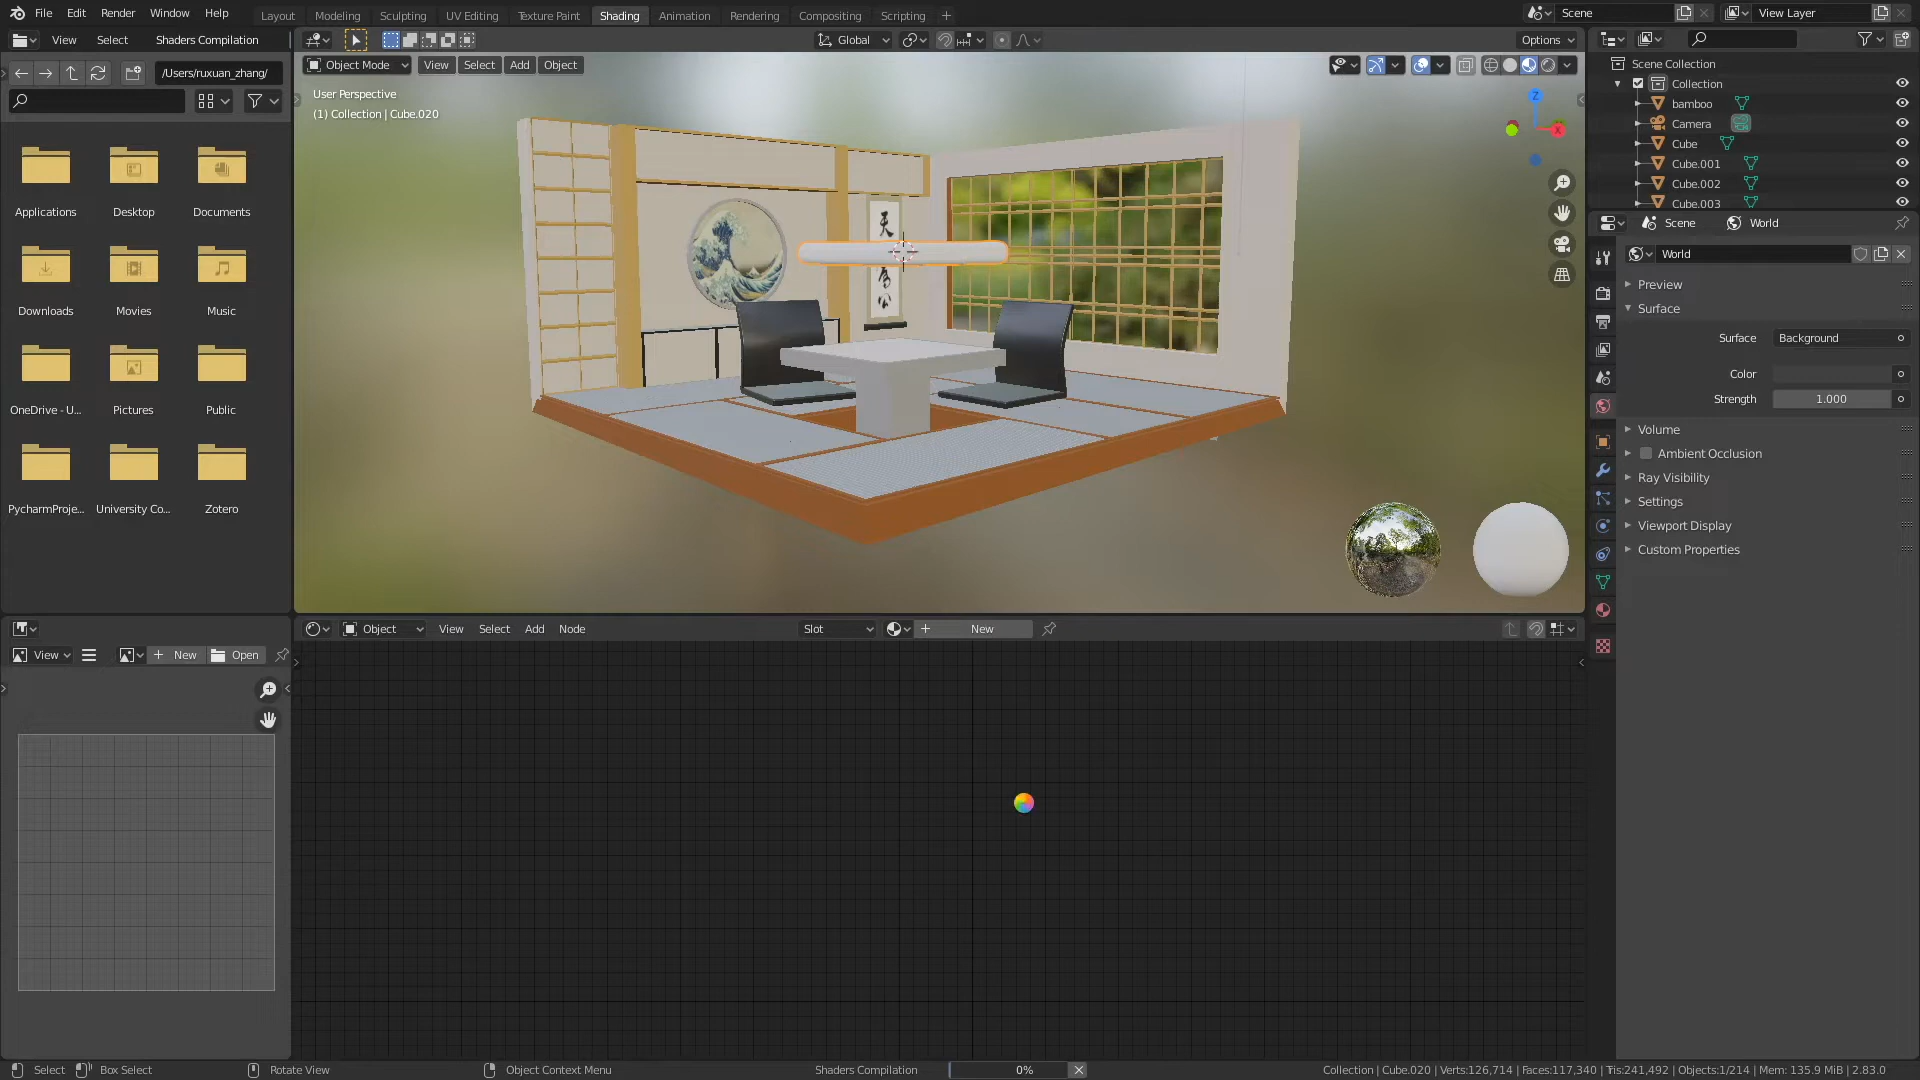 File Edit Render Window Help
Layout Modeling Sculpting UV Editing Texture Paint Shading Animation Rendering Compositing Scripting +
Scene
View Layer
View Select Shaders Compilation
Global
Options
/Users/ruxuan_zhang/
Object Mode View Select Add Object
User Perspective
(1) Collection | Cube.020
Z
X
Scene Collection
Collection
bamboo
Camera
Cube
Cube.001
Cube.002
Cube.003
Applications Desktop Documents
Downloads Movies Music
OneDrive - U... Pictures Public
PycharmProje... University Co... Zotero
Scene World
World
Preview
Surface
Surface Background
Color
Strength 1.000
Volume
Ambient Occlusion
Ray Visibility
Settings
Viewport Display
Custom Properties
Object View Select Add Node
Slot
New
View
New Open
Select Box Select Rotate View Object Context Menu
Shaders Compilation 0%
Collection | Cube.020 | Verts:126,714 | Faces:117,340 | Tris:241,492 | Objects:1/214 | Mem: 135.9 MiB | 2.83.0